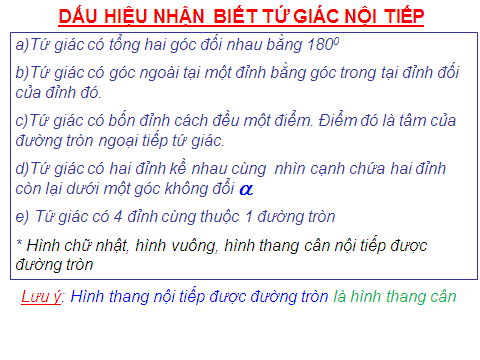 DẤU HIỆU NHẬN BIẾT TỨ GIÁC NỘI TIẾP
a)Tứ giác có tổng hai góc đối nhau bằng 180⁰
b)Tứ giác có góc ngoài tại một đỉnh bằng góc trong tại đỉnh đối
của đỉnh đó.
c)Tứ giác có bốn đỉnh cách đều một điểm. Điểm đó là tâm của
đường tròn ngoại tiếp tứ giác.
d)Tứ giác có hai đỉnh kề nhau cùng nhìn cạnh chứa hai đỉnh
còn lại dưới một góc không đổi α
e) Tứ giác có 4 đỉnh cùng thuộc 1 đường tròn
* Hình chữ nhật, hình vuông, hình thang cân nội tiếp được
đường tròn
Lưu ý: Hình thang nội tiếp được đường tròn là hình thang cân